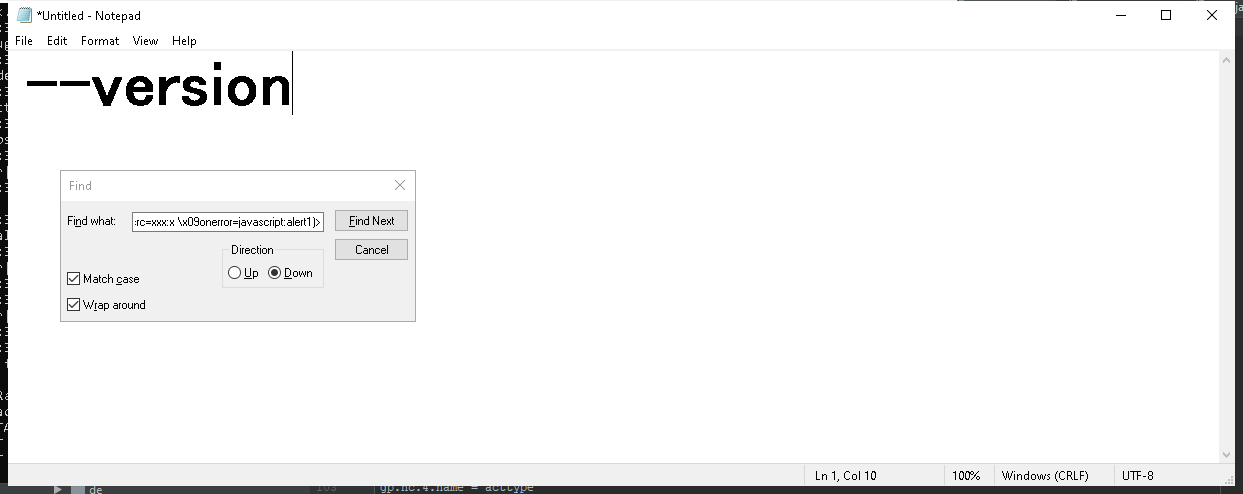 *Untitled - Notepad
File Edit Format View Help
--version
Find
Find what: :rc=xxx:x \x09onerror=javascript:alert1)> Find Next
Direction Cancel
Up Down
Match case
Wrap around
Ln 1, Col 10 100% Windows (CRLF) UTF-8
de gp.nc.4.name = acttype